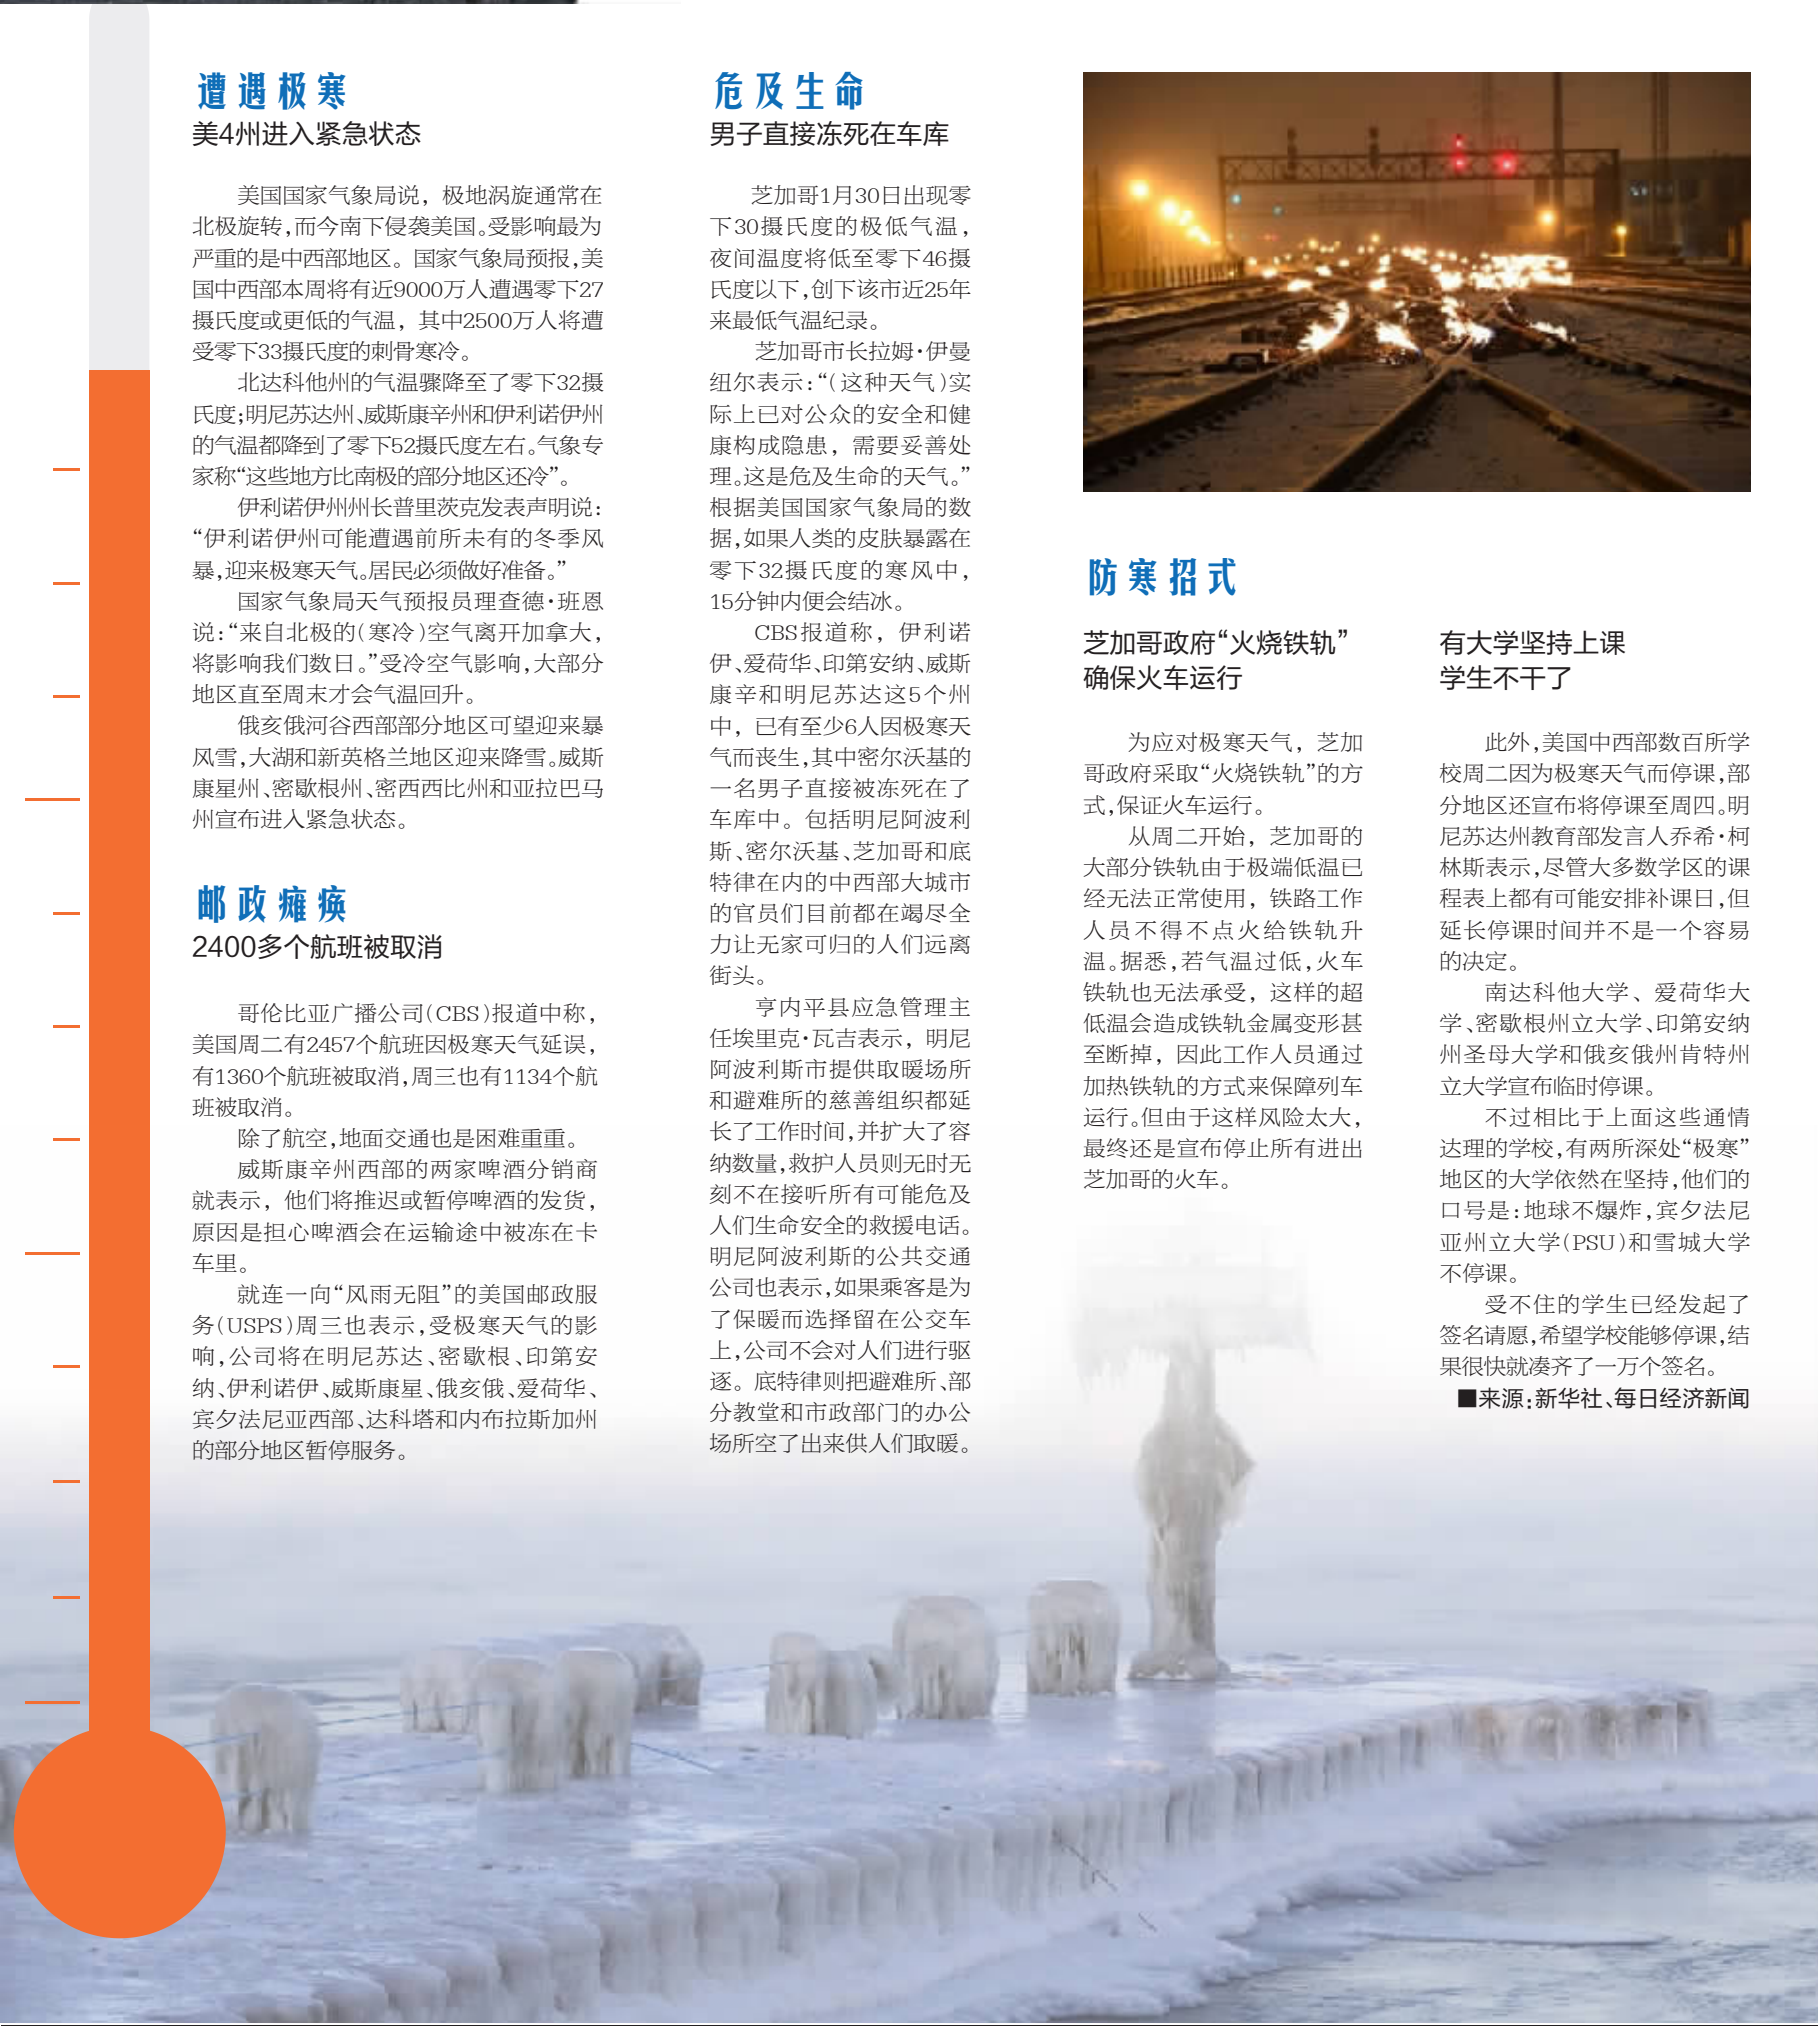 遭遇极寒
美4州进入紧急状态
美国国家气象局说，极地涡旋通常在
北极旋转,而今南下侵袭美国。受影响最为
严重的是中西部地区。国家气象局预报,美
国中西部本周将有近9000万人遭遇零下27
摄氏度或更低的气温，其中2500万人将遭
受零下33摄氏度的刺骨寒冷。
北达科他州的气温骤降至了零下32摄
氏度;明尼苏达州、威斯康辛州和伊利诺伊州
的气温都降到了零下52摄氏度左右。气象专
家称“这些地方比南极的部分地区还冷”。
伊利诺伊州州长普里茨克发表声明说:
“伊利诺伊州可能遭遇前所未有的冬季风
暴,迎来极寒天气。居民必须做好准备。”
国家气象局天气预报员理查德·班恩
说:“来自北极的(寒冷)空气离开加拿大，
将影响我们数日。”受冷空气影响,大部分
地区直至周末才会气温回升。
俄亥俄河谷西部部分地区可望迎来暴
风雪,大湖和新英格兰地区迎来降雪。威斯
康星州、密歇根州、密西西比州和亚拉巴马
州宣布进入紧急状态。
邮政瘫痪
2400多个航班被取消
哥伦比亚广播公司(CBS)报道中称，
美国周二有2457个航班因极寒天气延误，
有1360个航班被取消,周三也有1134个航
班被取消。
除了航空,地面交通也是困难重重。
威斯康辛州西部的两家啤酒分销商
就表示，他们将推迟或暂停啤酒的发货，
原因是担心啤酒会在运输途中被冻在卡
车里。
就连一向“风雨无阻”的美国邮政服
务(USPS)周三也表示,受极寒天气的影
响,公司将在明尼苏达、密歇根、印第安
纳、伊利诺伊、威斯康星、俄亥俄、爱荷华、
宾夕法尼亚西部、达科塔和内布拉斯加州
的部分地区暂停服务。
危及生命
男子直接冻死在车库
芝加哥1月30日出现零
下30摄氏度的极低气温，
夜间温度将低至零下46摄
氏度以下,创下该市近25年
来最低气温纪录。
芝加哥市长拉姆·伊曼
纽尔表示:“(这种天气)实
际上已对公众的安全和健
康构成隐患，需要妥善处
理。这是危及生命的天气。”
根据美国国家气象局的数
据,如果人类的皮肤暴露在
零下32摄氏度的寒风中，
15分钟内便会结冰。
CBS报道称，伊利诺
伊、爱荷华、印第安纳、威斯
康辛和明尼苏达这5个州
中，已有至少6人因极寒天
气而丧生,其中密尔沃基的
一名男子直接被冻死在了
车库中。包括明尼阿波利
斯、密尔沃基、芝加哥和底
特律在内的中西部大城市
的官员们目前都在竭尽全
力让无家可归的人们远离
街头。
亨内平县应急管理主
任埃里克·瓦吉表示，明尼
阿波利斯市提供取暖场所
和避难所的慈善组织都延
长了工作时间,并扩大了容
纳数量,救护人员则无时无
刻不在接听所有可能危及
人们生命安全的救援电话。
明尼阿波利斯的公共交通
公司也表示,如果乘客是为
了保暖而选择留在公交车
上,公司不会对人们进行驱
逐。底特律则把避难所、部
分教堂和市政部门的办公
场所空了出来供人们取暖。
防寒招式
芝加哥政府“火烧铁轨”
确保火车运行
为应对极寒天气，芝加
哥政府采取“火烧铁轨”的方
式,保证火车运行。
从周二开始，芝加哥的
大部分铁轨由于极端低温已
经无法正常使用，铁路工作
人员不得不点火给铁轨升
温。据悉,若气温过低,火车
铁轨也无法承受，这样的超
低温会造成铁轨金属变形甚
至断掉，因此工作人员通过
加热铁轨的方式来保障列车
运行。但由于这样风险太大，
最终还是宣布停止所有进出
芝加哥的火车。
有大学坚持上课
学生不干了
此外,美国中西部数百所学
校周二因为极寒天气而停课,部
分地区还宣布将停课至周四。明
尼苏达州教育部发言人乔希·柯
林斯表示,尽管大多数学区的课
程表上都有可能安排补课日,但
延长停课时间并不是一个容易
的决定。
南达科他大学、爱荷华大
学、密歇根州立大学、印第安纳
州圣母大学和俄亥俄州肯特州
立大学宣布临时停课。
不过相比于上面这些通情
达理的学校,有两所深处“极寒”
地区的大学依然在坚持,他们的
口号是:地球不爆炸,宾夕法尼
亚州立大学(PSU)和雪城大学
不停课。
受不住的学生已经发起了
签名请愿,希望学校能够停课,结
果很快就凑齐了一万个签名。
■来源:新华社、每日经济新闻